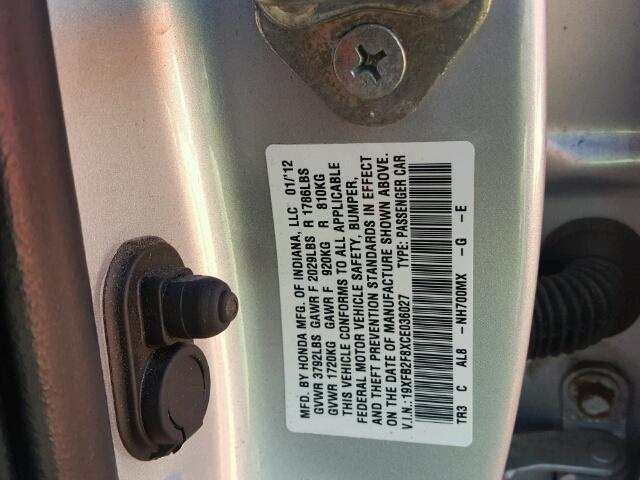 MFD. BY HONDA MFG. OF INDIANA, LLC 01/'12
GVWR 3792LBS GAWR F 2029LBS R 1786LBS
GVWR 1720KG GAWR F 920KG R 810KG
THIS VEHICLE CONFORMS TO ALL APPLICABLE
FEDERAL MOTOR VEHICLE SAFETY, BUMPER,
AND THEFT PREVENTION STANDARDS IN EFFECT
ON THE DATE OF MANUFACTURE SHOWN ABOVE.
V.I.N.:19XFB2F8XCE036027 TYPE: PASSENGER CAR
TR3 C AL8 -NH700MX -G -E